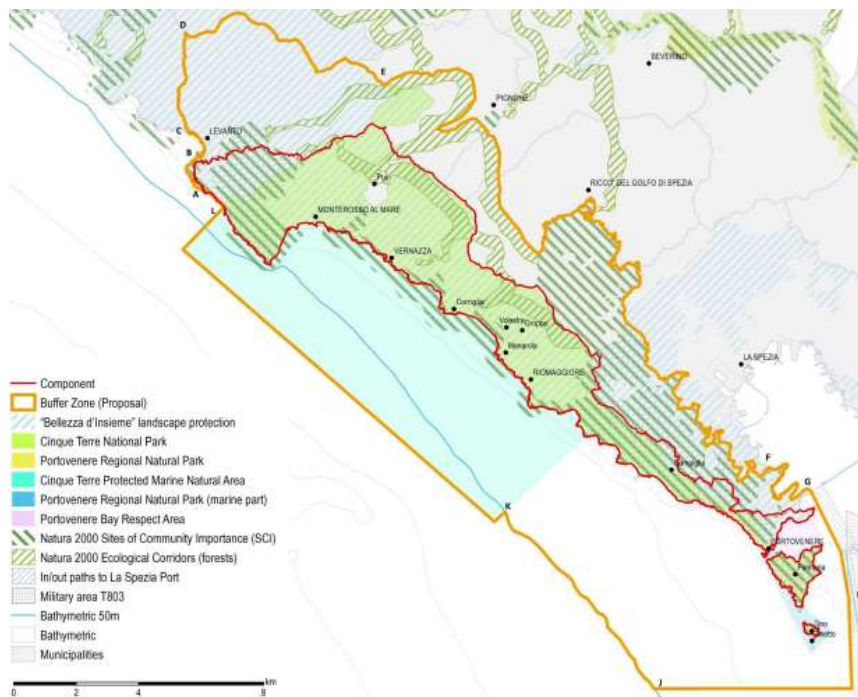 D
E
BEVERINO
PIGNONE
C
LEVANTO
B
A
RICCO' DEL GOLFO DI SPEZIA
L
MONTEROSSO AL MARE
VERNAZZA
Corniglia
Volastra
Groppo
Manarola
LA SPEZIA
RIOMAGGIORE
F
G
K
PORTOVENERE
J
Component
Buffer Zone (Proposal)
"Bellezza d'Insieme" landscape protection
Cinque Terre National Park
Portovenere Regional Natural Park
Cinque Terre Protected Marine Natural Area
Portovenere Regional Natural Park (marine part)
Portovenere Bay Respect Area
Natura 2000 Sites of Community Importance (SCI)
Natura 2000 Ecological Corridors (forests)
In/out paths to La Spezia Port
Military area T803
Bathymetric 50m
Bathymetric
Municipalities
km
0 2 4 8